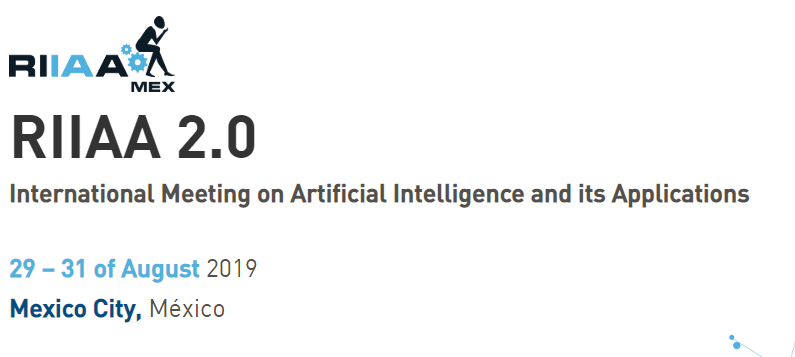 RIIAA
MEX
RIIAA 2.0
International Meeting on Artificial Intelligence and its Applications
29 – 31 of August 2019
Mexico City, México